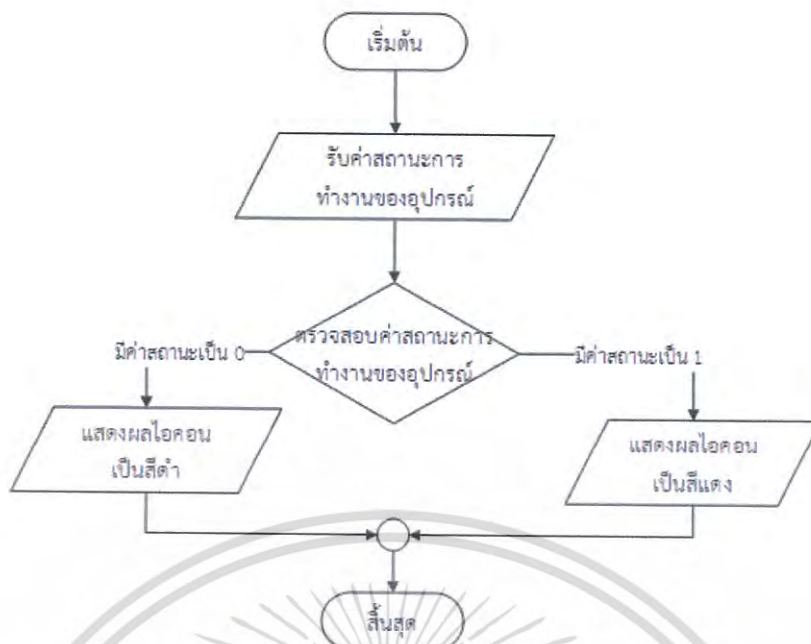 เริ่มต้น
รับค่าสถานะการ
ทำงานของอุปกรณ์
ตรวจสอบค่าสถานะการ
ทำงานของอุปกรณ์
มีค่าสถานะเป็น 0
มีค่าสถานะเป็น 1
แสดงผลไอคอน
เป็นสีดำ
แสดงผลไอคอน
เป็นสีแดง
สิ้นสุด